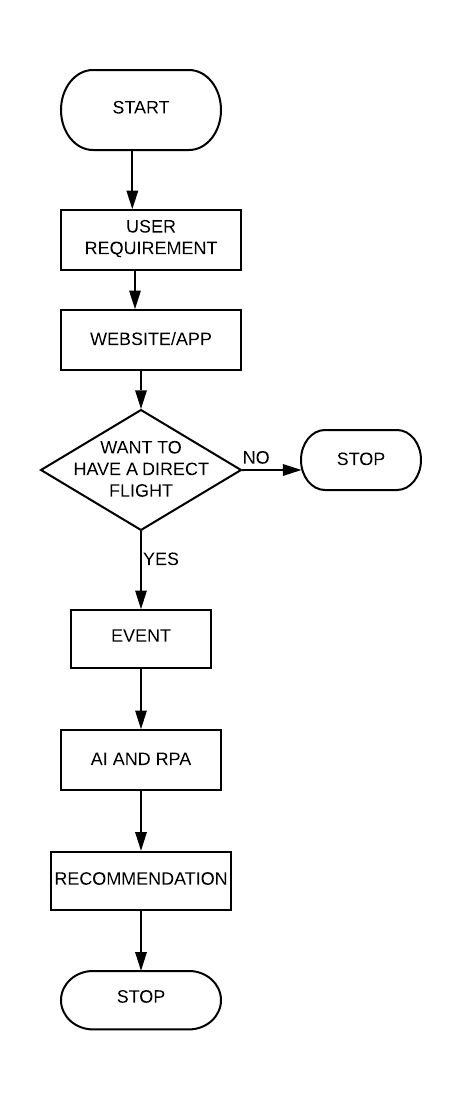 START
USER
REQUIREMENT
WEBSITE/APP
WANT TO
HAVE A DIRECT
FLIGHT
NO
STOP
YES
EVENT
AI AND RPA
RECOMMENDATION
STOP